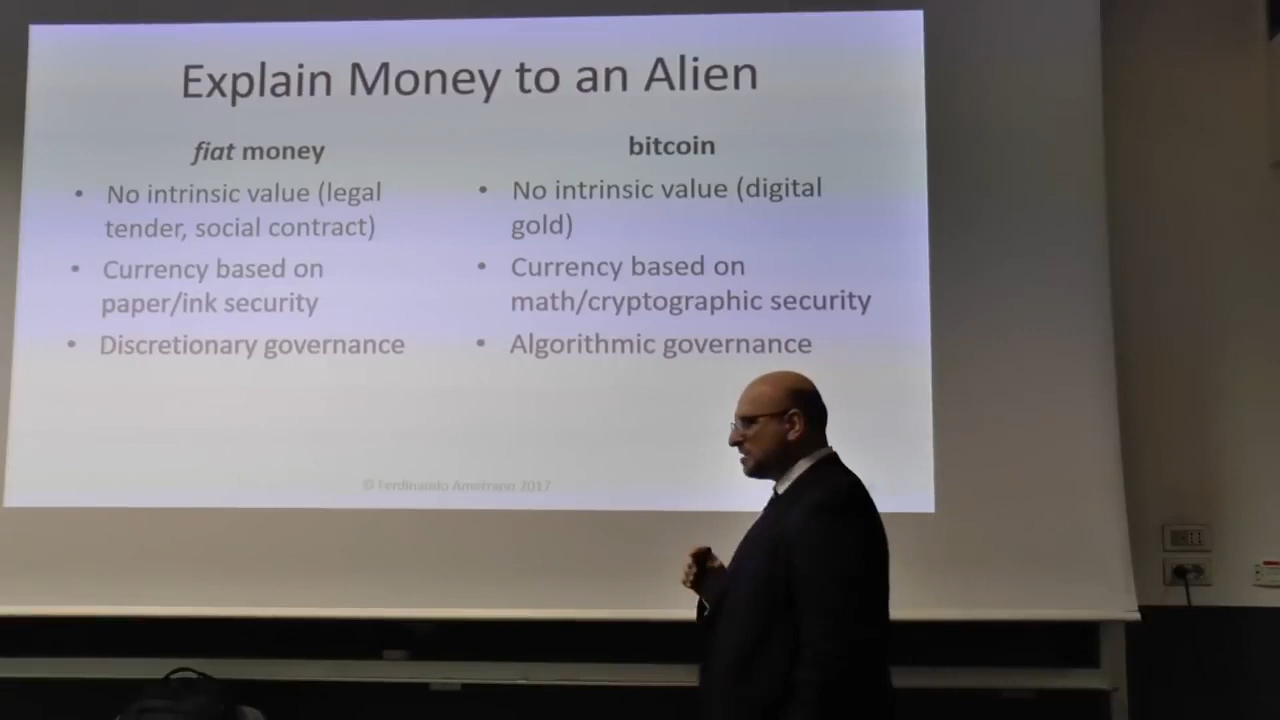 Explain Money to an Alien
fiat money
• No intrinsic value (legal
tender, social contract)
• Currency based on
paper/ink security
• Discretionary governance
bitcoin
• No intrinsic value (digital
gold)
• Currency based on
math/cryptographic security
• Algorithmic governance
© Ferdinando Ametrano 2017